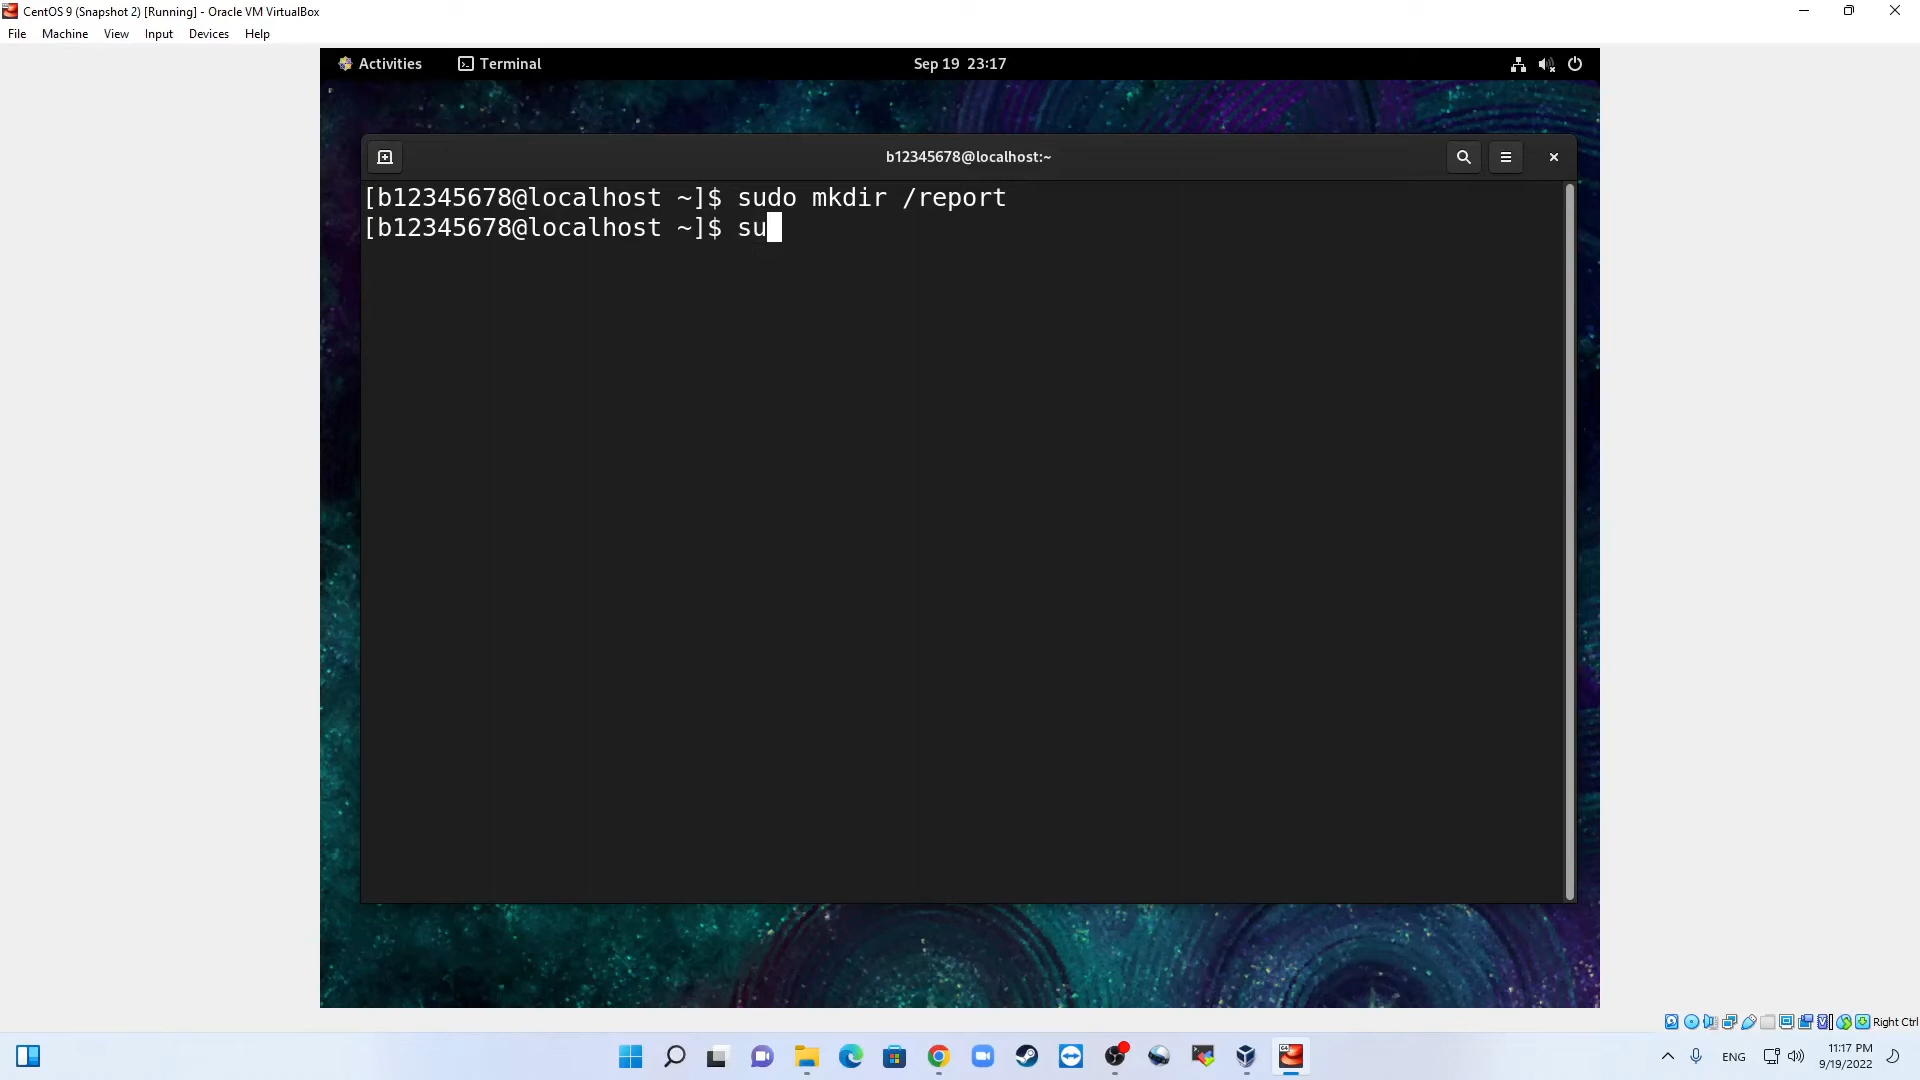 CentOS 9 (Snapshot 2) [Running] - Oracle VM VirtualBox
File Machine View Input Devices Help
Activities Terminal Sep 19 23:17
b12345678@localhost:~
[b12345678@localhost ~]$ sudo mkdir /report
[b12345678@localhost ~]$ su
Right Ctrl
ENG
11:17 PM
9/19/2022